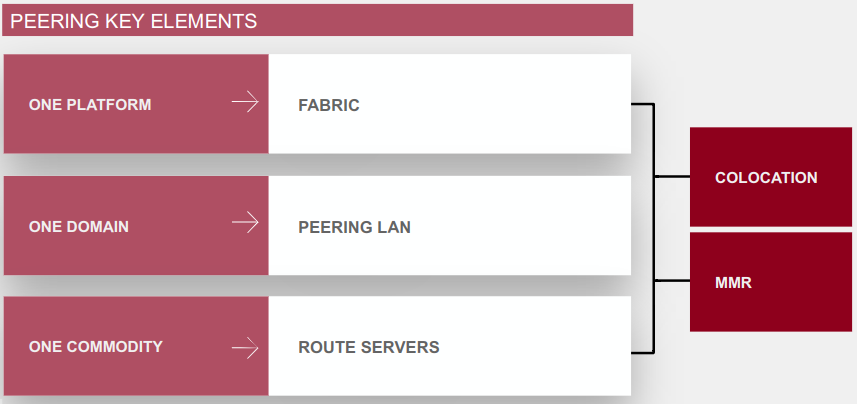 PEERING KEY ELEMENTS
ONE PLATFORM
FABRIC
ONE DOMAIN
PEERING LAN
ONE COMMODITY
ROUTE SERVERS
COLOCATION
MMR